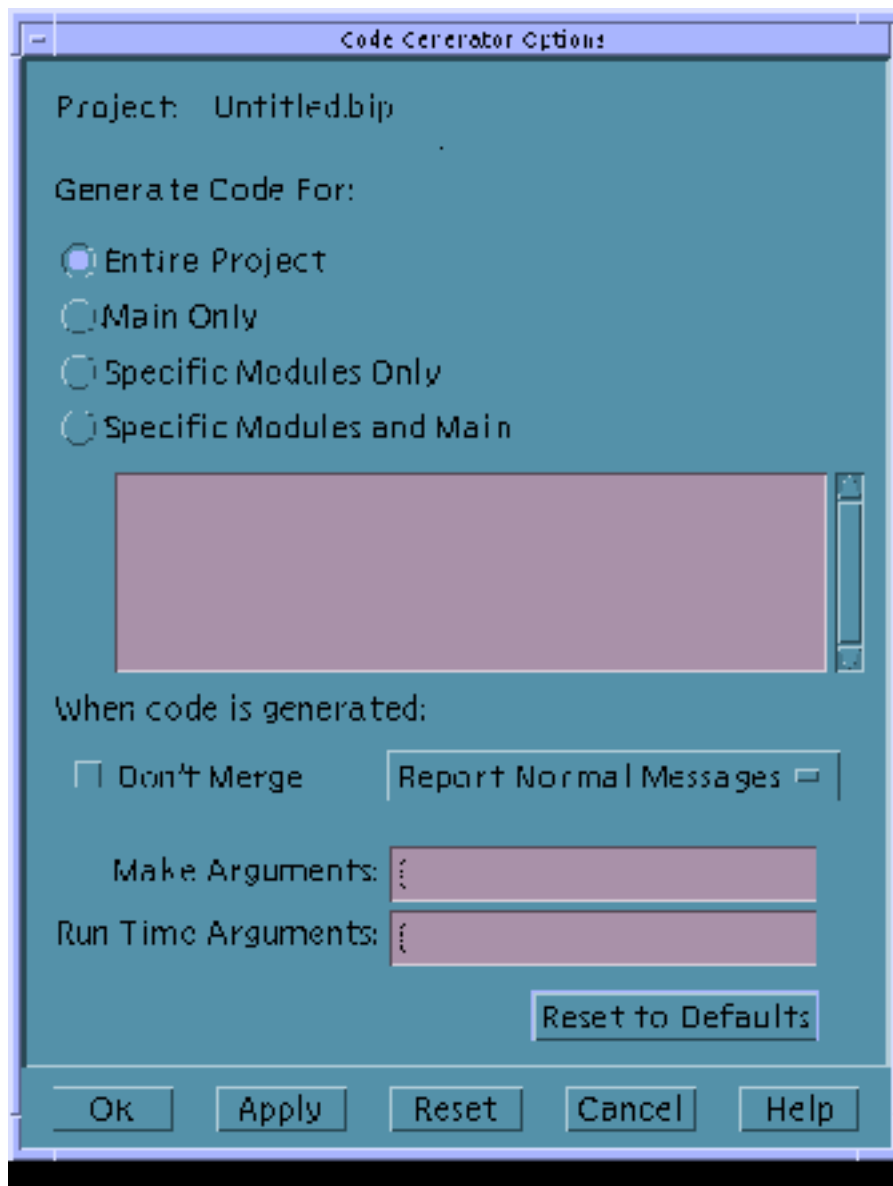 Code Generator Options
Project: Untitled.bip
Generate Code For:
Entire Project
Main Only
Specific Modules Only
Specific Modules and Main
When code is generated:
Don't Merge Report Normal Messages
Make Arguments:
Run Time Arguments:
Reset to Defaults
OK Apply Reset Cancel Help